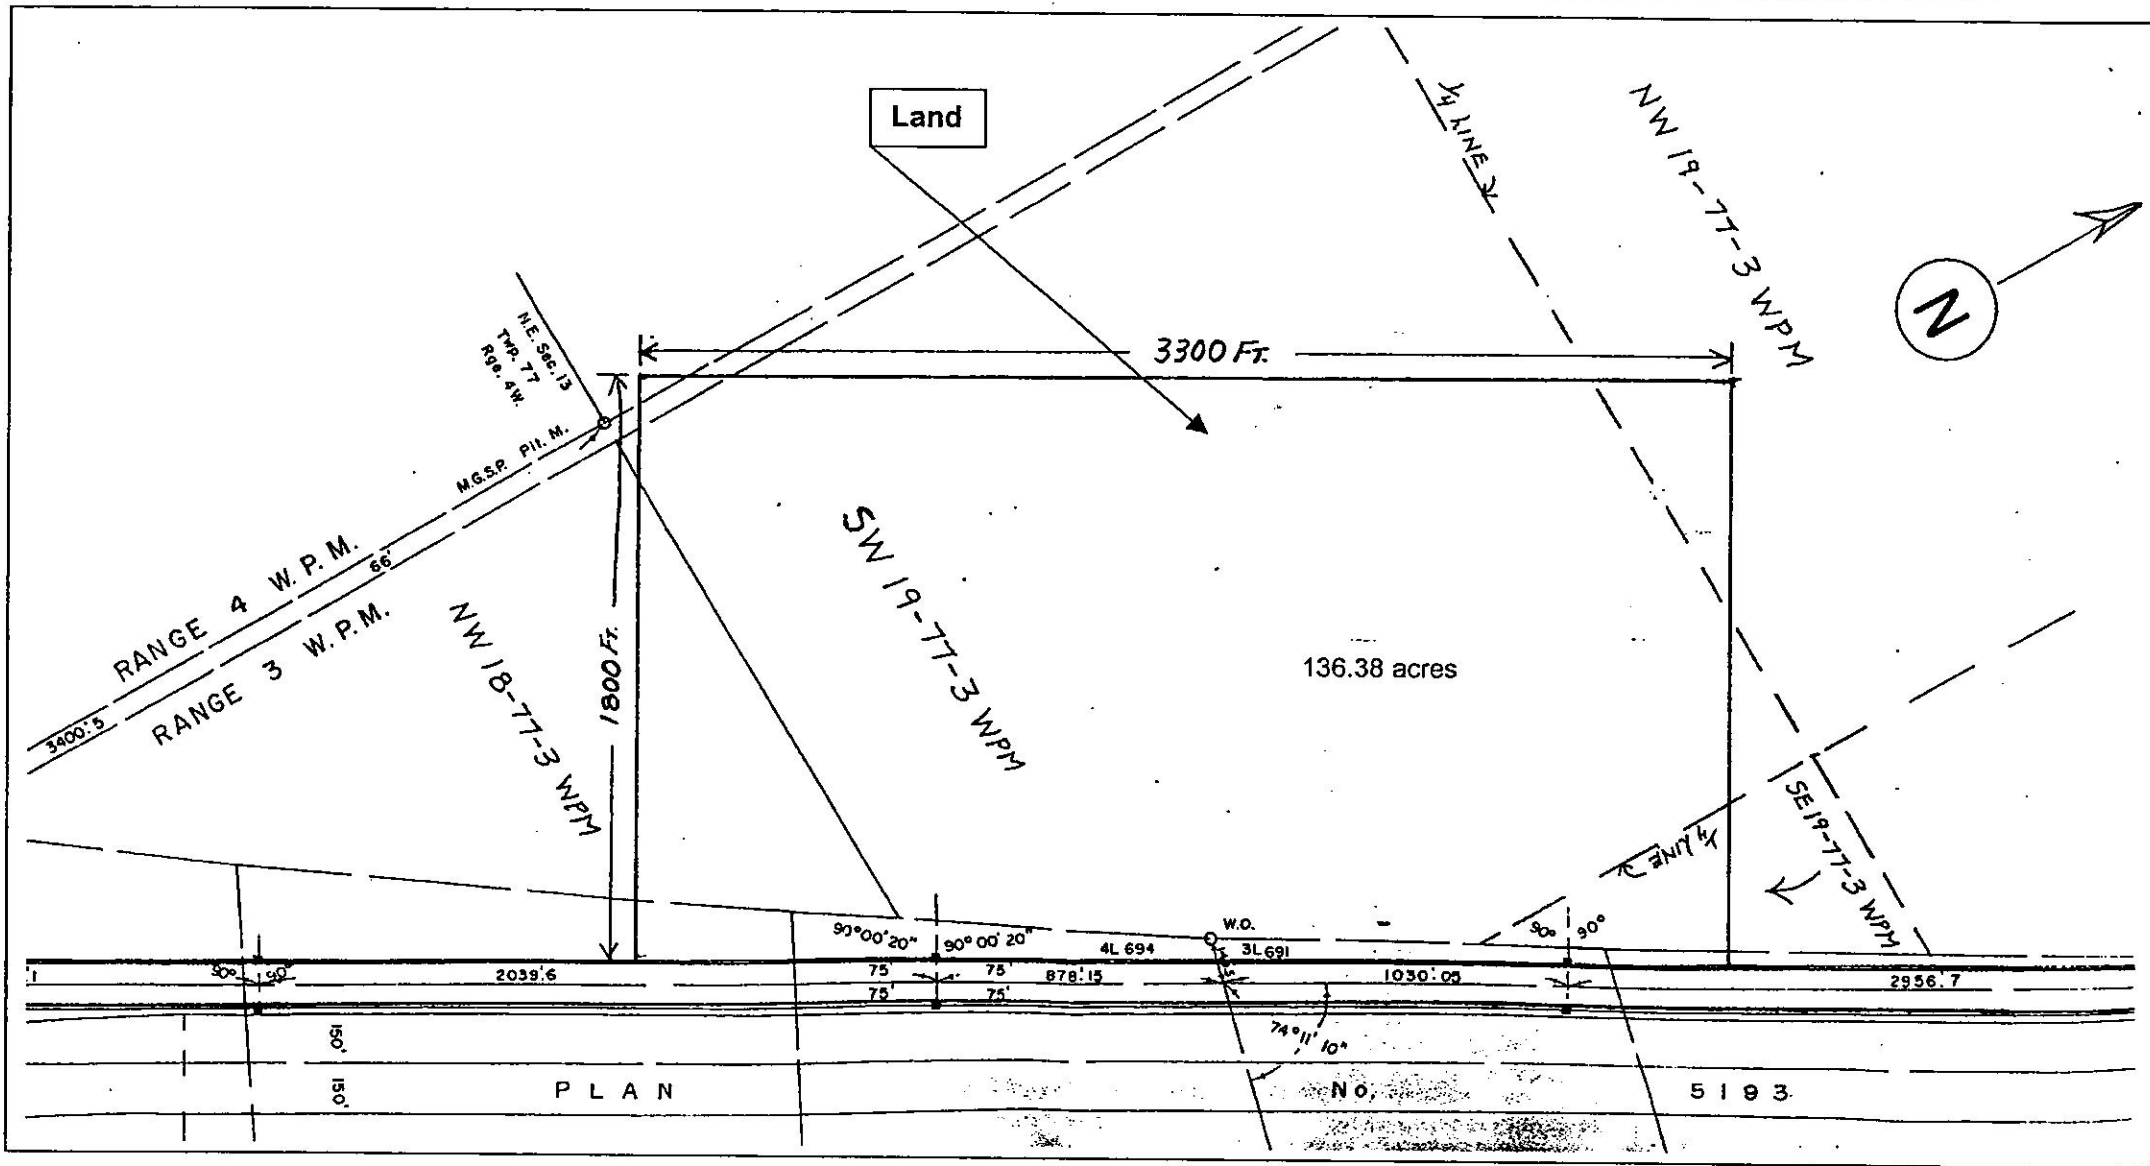 Land
¼ LINE
NW 19-77-3 WPM
N
3300 FT.
N.E. Sec. 13
Twp. 77
Rge. 4W.
M.G.S.P. Pit. M.
RANGE 4 W. P. M.
66'
RANGE 3 W. P. M.
3400.'5
NW 18-77-3 WPM
1800 FT.
SW 19-77-3 WPM
136.38 acres
¼ LINE
SE 19-77-3 WPM
90° 90°
90°00'20" 90°00'20"
W.O.
4L 694
3L 691
90° 90°
1
2039.'6
75' 75'
878.'15
1030.'05
2956.'7
75' 75'
74°11'10"
150'
150'
PLAN No. 5193